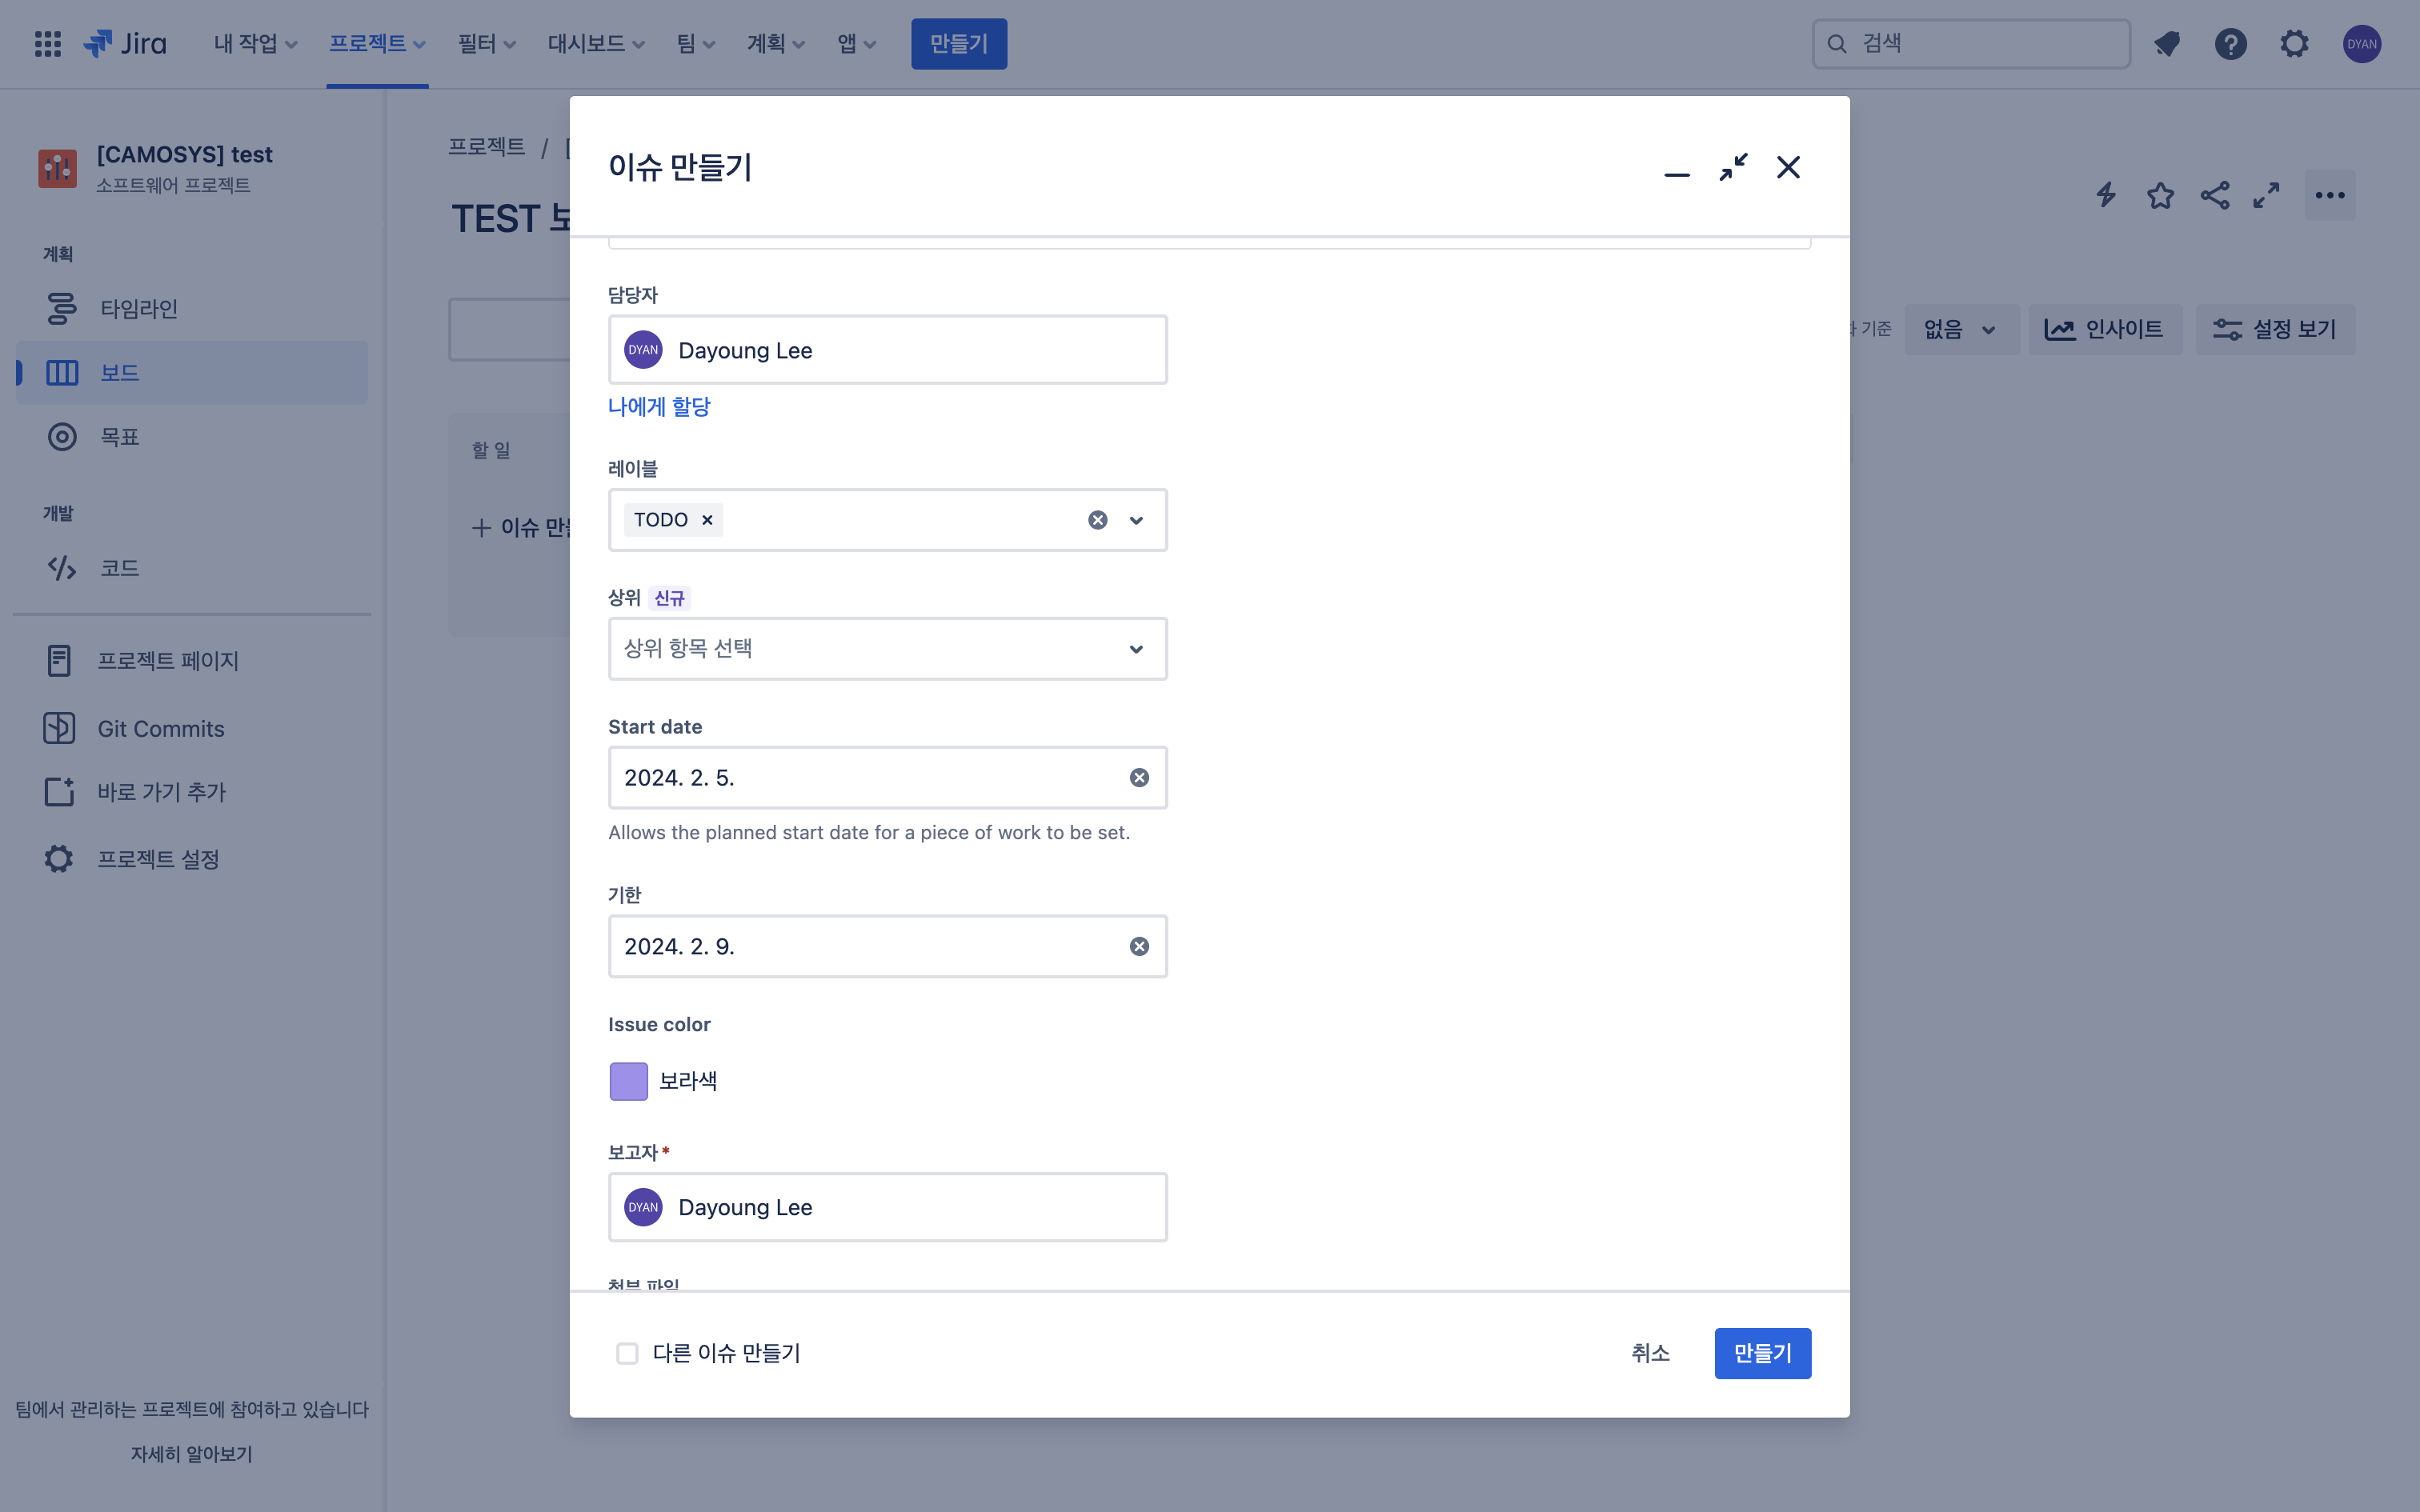 Jira 내 작업 프로젝트 필터 대시보드 팀 계획 앱 만들기 검색 DYAN
[CAMOSYS] test
소프트웨어 프로젝트
계획
타임라인
보드
목표
개발
코드
프로젝트 페이지
Git Commits
바로 가기 추가
프로젝트 설정
팀에서 관리하는 프로젝트에 참여하고 있습니다
자세히 알아보기
프로젝트 / [
TEST
할 일
이슈
기준 없음 인사이트 설정 보기
이슈 만들기
담당자
DYAN Dayoung Lee
나에게 할당
레이블
TODO
상위 신규
상위 항목 선택
Start date
2024. 2. 5.
Allows the planned start date for a piece of work to be set.
기한
2024. 2. 9.
Issue color
보라색
보고자 *
DYAN Dayoung Lee
첨부 파일
다른 이슈 만들기 취소 만들기